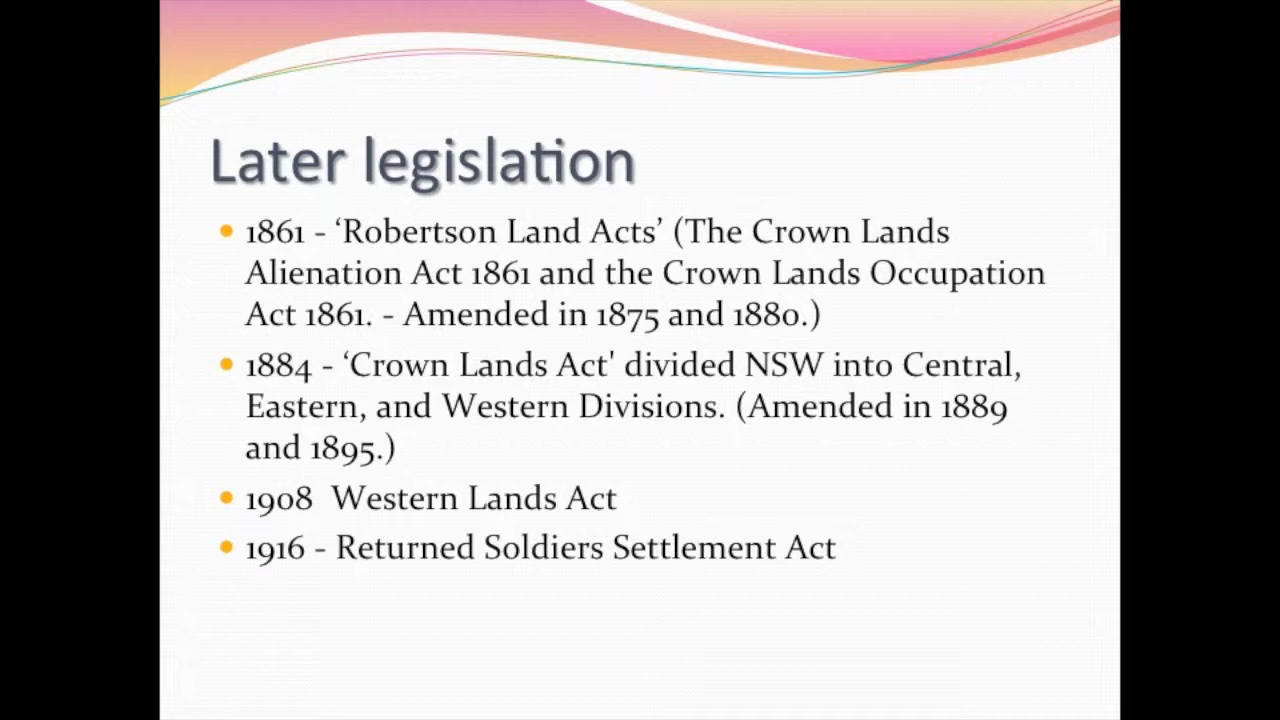 Later legislation
1861 - ‘Robertson Land Acts’ (The Crown Lands
Alienation Act 1861 and the Crown Lands Occupation
Act 1861. - Amended in 1875 and 1880.)
1884 - ‘Crown Lands Act' divided NSW into Central,
Eastern, and Western Divisions. (Amended in 1889
and 1895.)
1908  Western Lands Act
1916 - Returned Soldiers Settlement Act